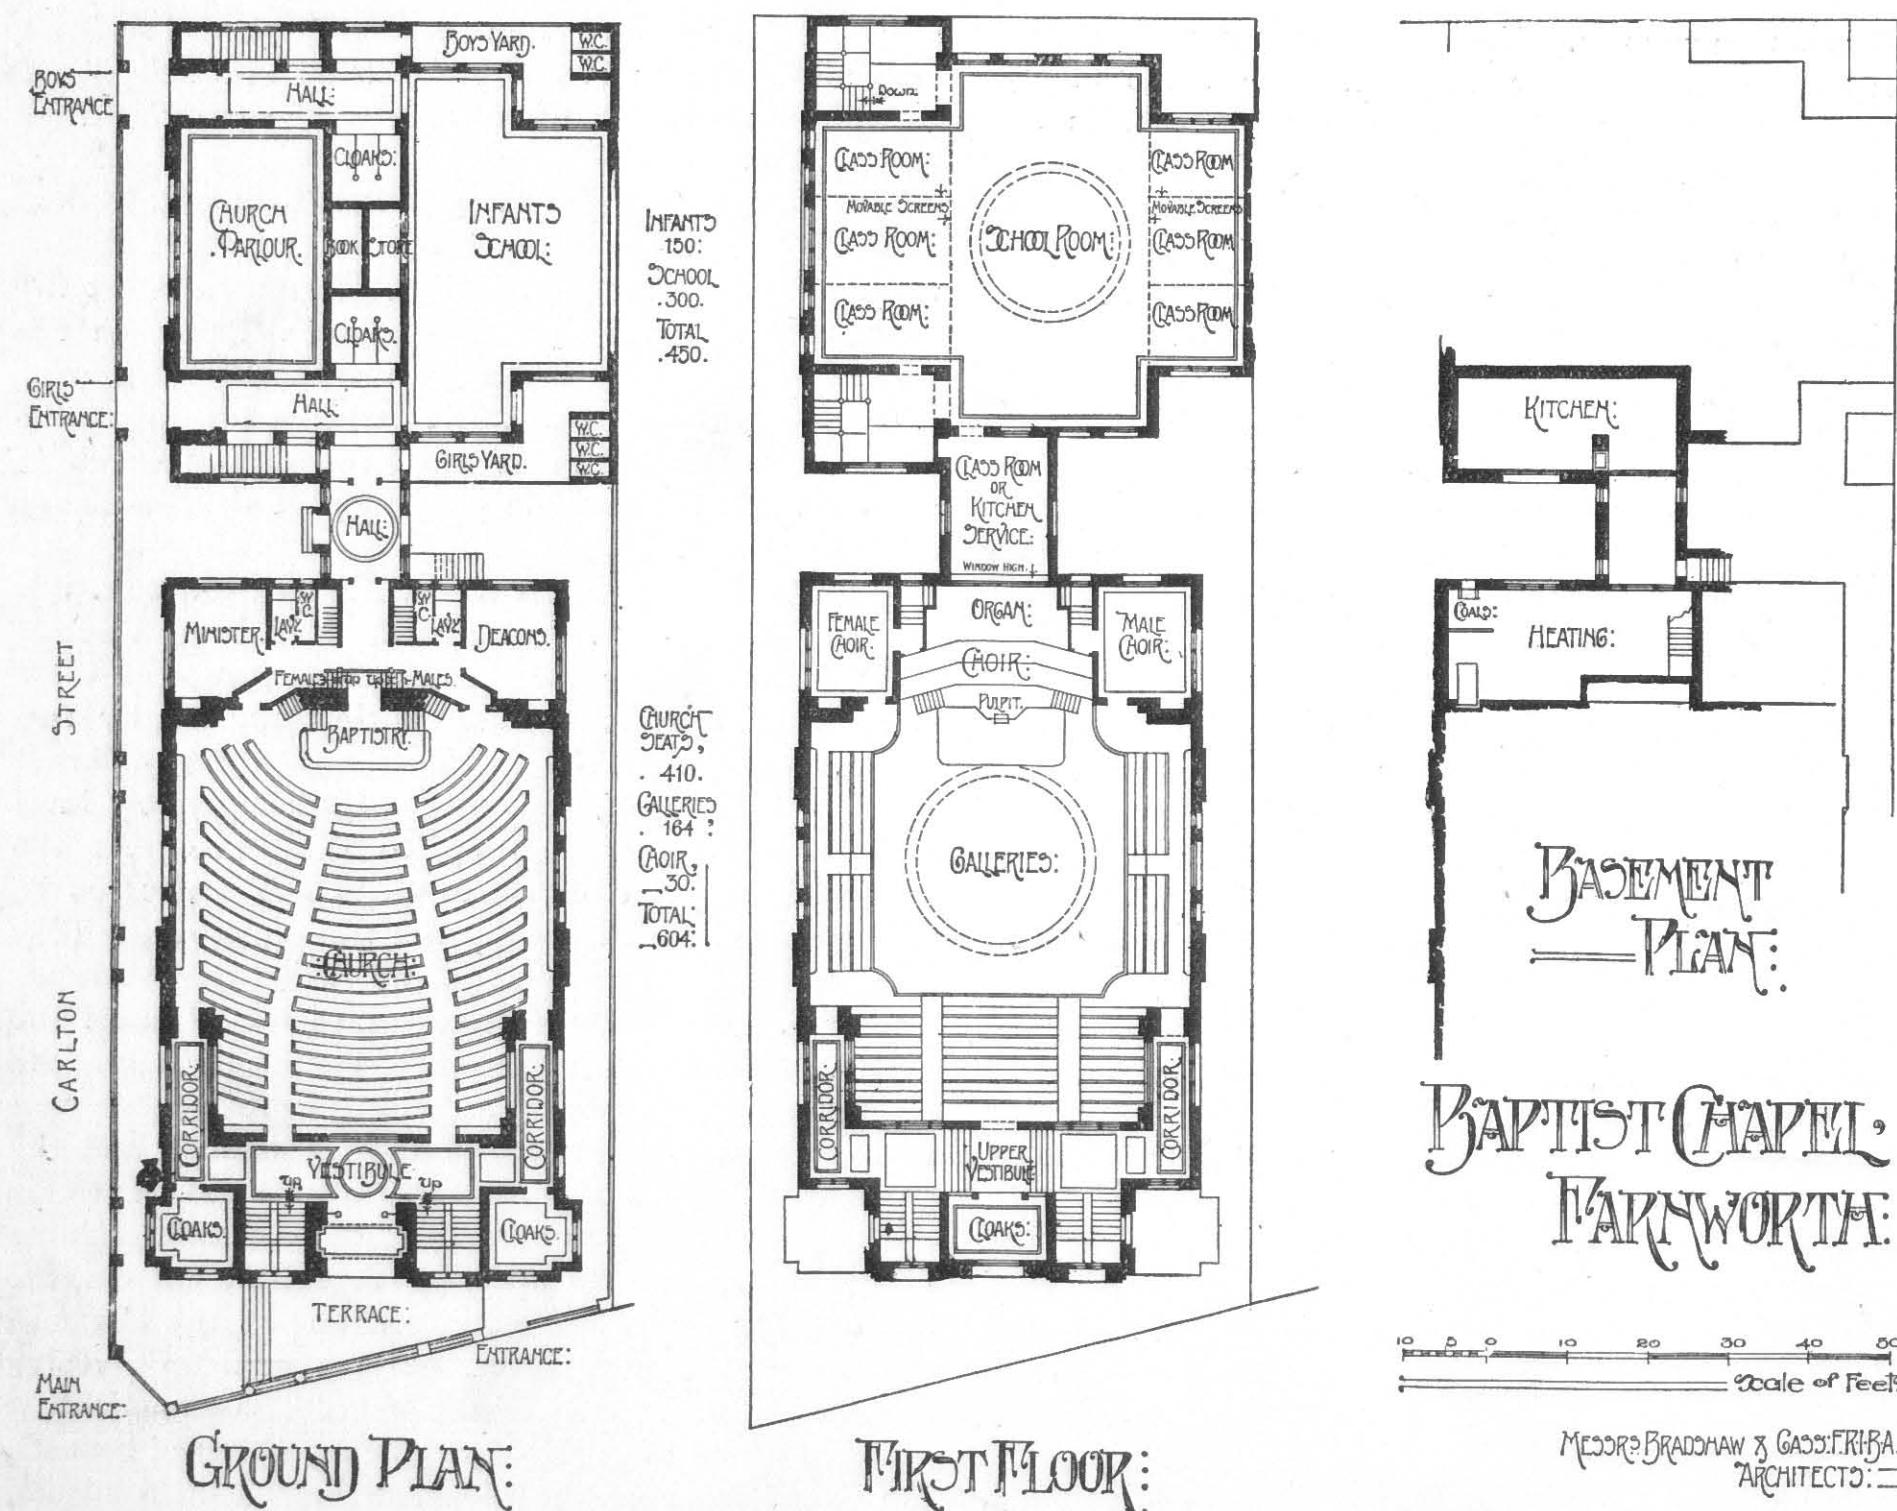 BOYS YARD.
W.C.
W.C.
BOYS
ENTRANCE
HALL:
CLOAKS:
CHURCH
PARLOUR.
BOOK STORE
INFANTS
SCHOOL:
CLOAKS.
GIRLS
ENTRANCE:
HALL
W.C.
W.C.
W.C.
GIRLS YARD.
HALL:
MINISTER.
LAVY.
W.C.
W.C.
LAVY.
DEACONS.
FEMALES UP UP MALES.
BAPTISTRY.
CHURCH:
CORRIDOR:
CORRIDOR:
VESTIBULE
UP
UP
CLOAKS.
CLOAKS.
TERRACE:
ENTRANCE:
MAIN
ENTRANCE:
CARLTON STREET
GROUND PLAN:
INFANTS
150:
SCHOOL
.300.
TOTAL
.450.
CHURCH
SEATS,
. 410.
GALLERIES
. 164 :
CHOIR,
30:
TOTAL:
604:
DOWN.
CLASS ROOM:
MOVABLE SCREENS
CLASS ROOM:
CLASS ROOM:
SCHOOL ROOM:
CLASS ROOM
MOVABLE SCREENS
CLASS ROOM
CLASS ROOM
CLASS ROOM
OR
KITCHEN
SERVICE:
WINDOW HIGH.
FEMALE
CHOIR:
ORGAN:
MALE
CHOIR:
CHOIR:
PULPIT.
GALLERIES:
CORRIDOR:
CORRIDOR:
UPPER
VESTIBULE
CLOAKS:
FIRST FLOOR:
KITCHEN:
COALS:
HEATING:
BASEMENT
PLAN:
BAPTIST CHAPEL,
FARNWORTH:
10 5 0 10 20 30 40 50
Scale of Feet
MESSRS. BRADSHAW & GASS: F.R.I.B.A.
ARCHITECTS: